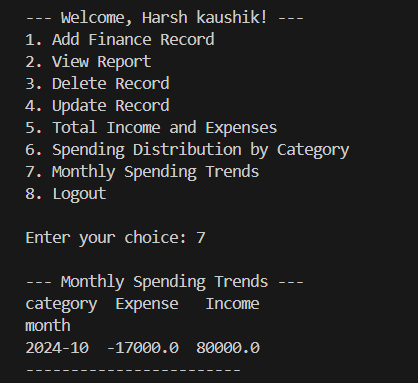 --- Welcome, Harsh kaushik! ---
1. Add Finance Record
2. View Report
3. Delete Record
4. Update Record
5. Total Income and Expenses
6. Spending Distribution by Category
7. Monthly Spending Trends
8. Logout
Enter your choice: 7
--- Monthly Spending Trends ---
category  Expense   Income
month
2024-10  -17000.0  80000.0
------------------------